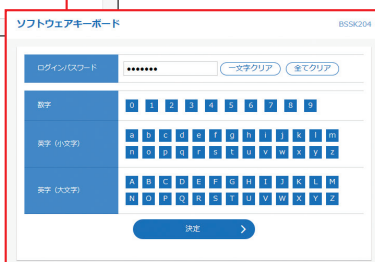 ソフトウェアキーボード BSSK204
ログインパスワード ●●●●●●● 一文字クリア 全てクリア
数字 0 1 2 3 4 5 6 7 8 9
英字（小文字） a b c d e f g h i j k l m
n o p q r s t u v w x y z
英字（大文字） A B C D E F G H I J K L M
N O P Q R S T U V W X Y Z
決定